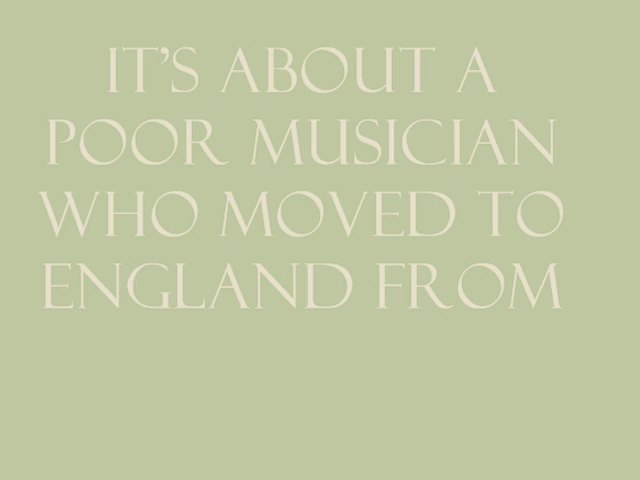 IT'S ABOUT A
POOR MUSICIAN
WHO MOVED TO
ENGLAND FROM